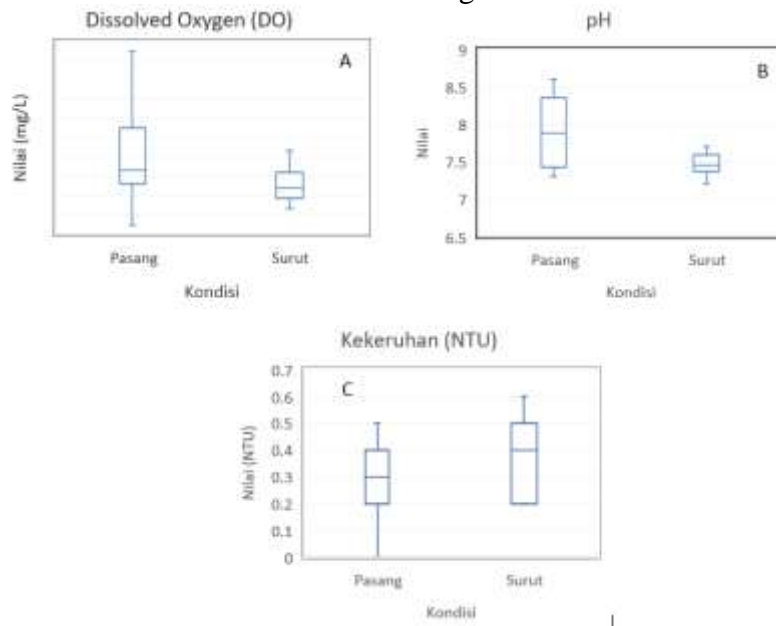 Dissolved Oxygen (DO)
A
Nilai (mg/L)
Pasang
Surut
Kondisi
pH
B
9
8.5
8
7.5
7
6.5
Nilai
Pasang
Surut
Kondisi
Kekeruhan (NTU)
C
0.7
0.6
0.5
0.4
0.3
0.2
0.1
0
Nilai (NTU)
Pasang
Surut
Kondisi